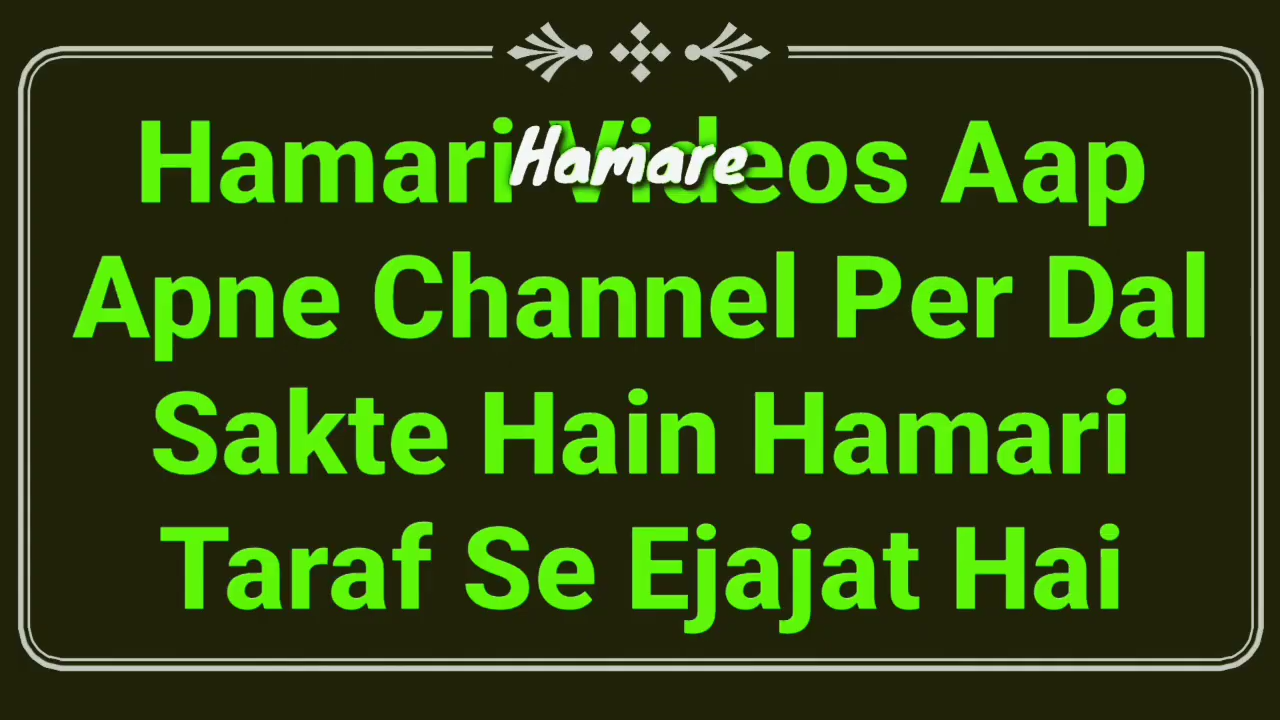 Hamari Videos Aap
Hamare
Apne Channel Per Dal
Sakte Hain Hamari
Taraf Se Ejajat Hai